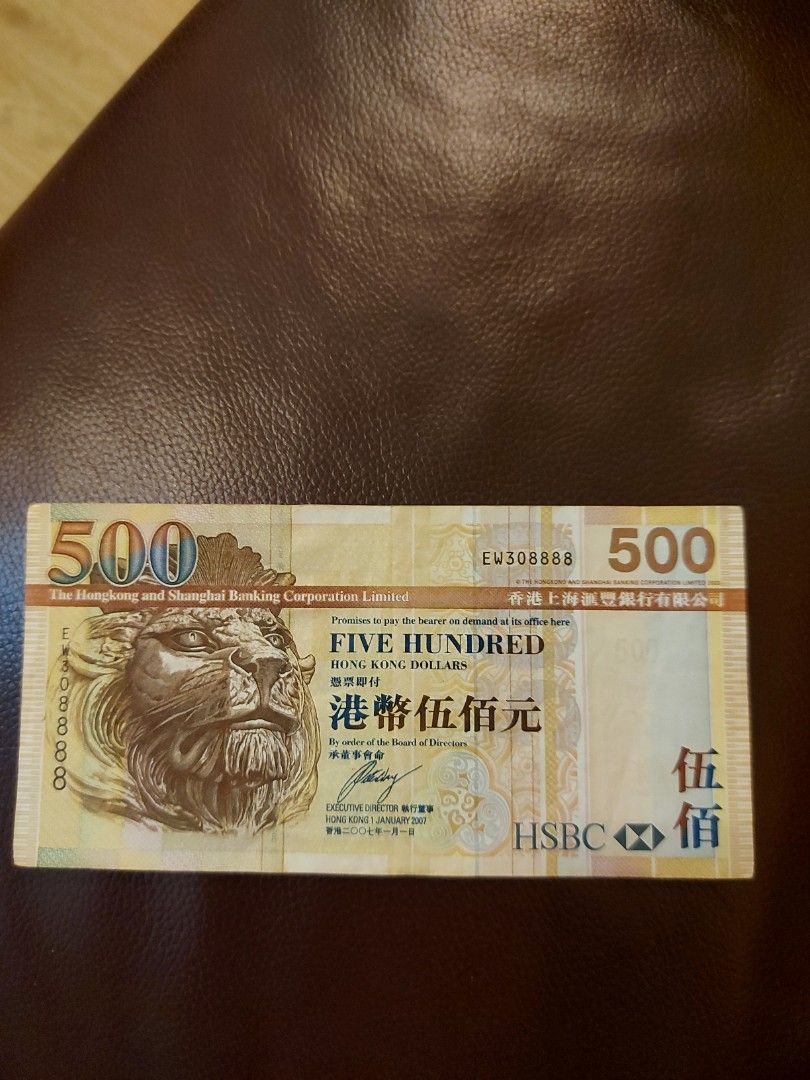 500
EW308888
500
© THE HONGKONG AND SHANGHAI BANKING CORPORATION LIMITED
The Hongkong and Shanghai Banking Corporation Limited
香港上海滙豐銀行有限公司
Promises to pay the bearer on demand at its office here
FIVE HUNDRED
HONG KONG DOLLARS
憑票即付
港幣伍佰元
By order of the Board of Directors
承董事會命
EXECUTIVE DIRECTOR 執行董事
HONG KONG 1 JANUARY 2007
香港二〇〇七年一月一日
EW308888
HSBC
伍佰